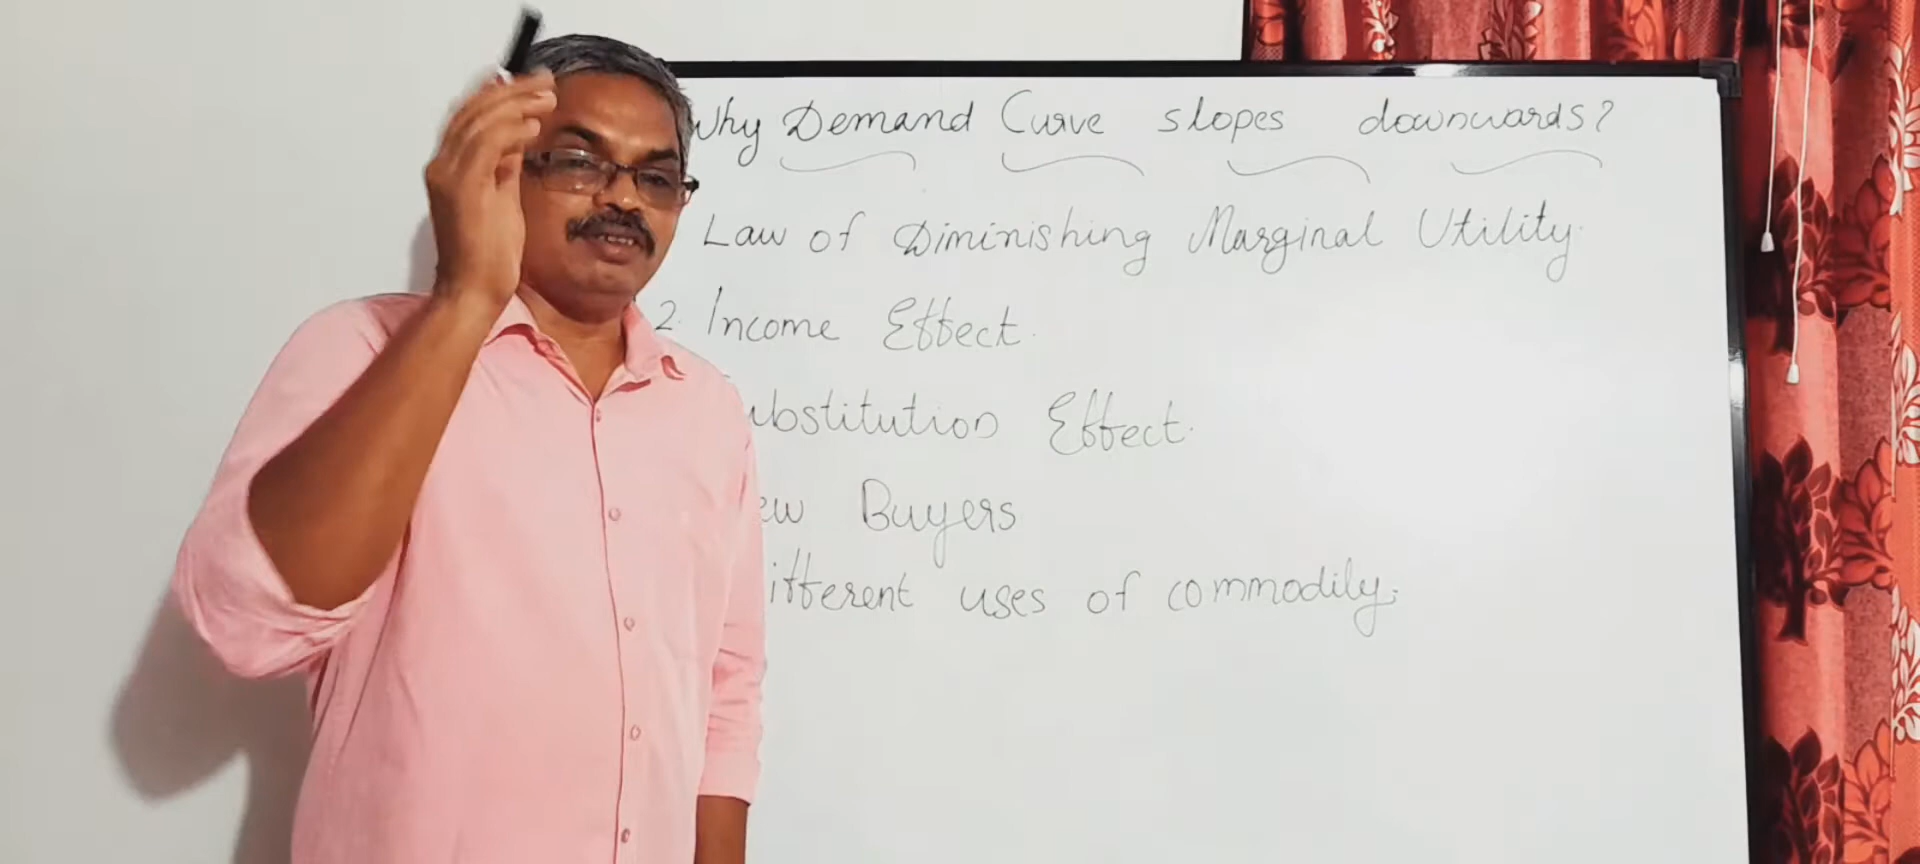 Why Demand Curve slopes downwards?
Law of Diminishing Marginal Utility.
2. Income Effect.
ubstitution Effect.
ew Buyers
ifferent uses of commodity.